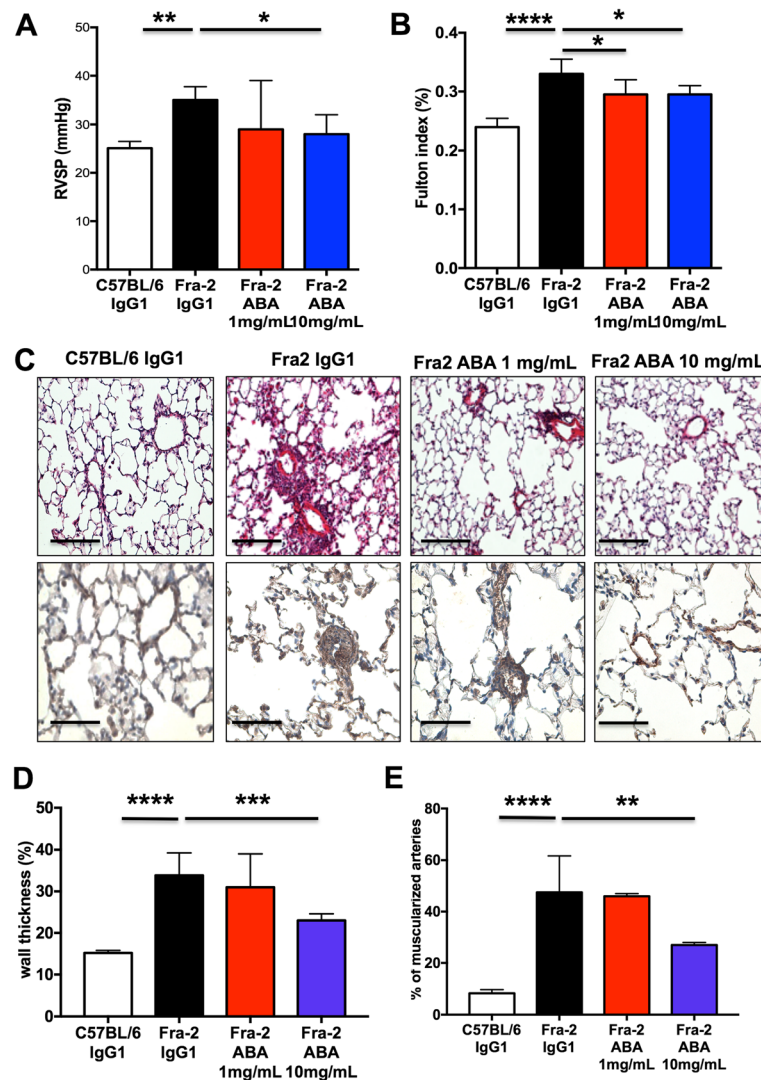 A
**
*
RVSP (mmHg)
50
40
30
20
10
0
C57BL/6
IgG1
Fra-2
IgG1
Fra-2
ABA
1mg/mL
Fra-2
ABA
10mg/mL
B
****
*
*
Fulton index (%)
0.4
0.3
0.2
0.1
0.0
C57BL/6
IgG1
Fra-2
IgG1
Fra-2
ABA
1mg/mL
Fra-2
ABA
10mg/mL
C
C57BL/6 IgG1
Fra2 IgG1
Fra2 ABA 1 mg/mL
Fra2 ABA 10 mg/mL
D
****
***
wall thickness (%)
50
40
30
20
10
0
C57BL/6
IgG1
Fra-2
IgG1
Fra-2
ABA
1mg/mL
Fra-2
ABA
10mg/mL
E
****
**
% of muscularized arteries
80
60
40
20
0
C57BL/6
IgG1
Fra-2
IgG1
Fra-2
ABA
1mg/mL
Fra-2
ABA
10mg/mL